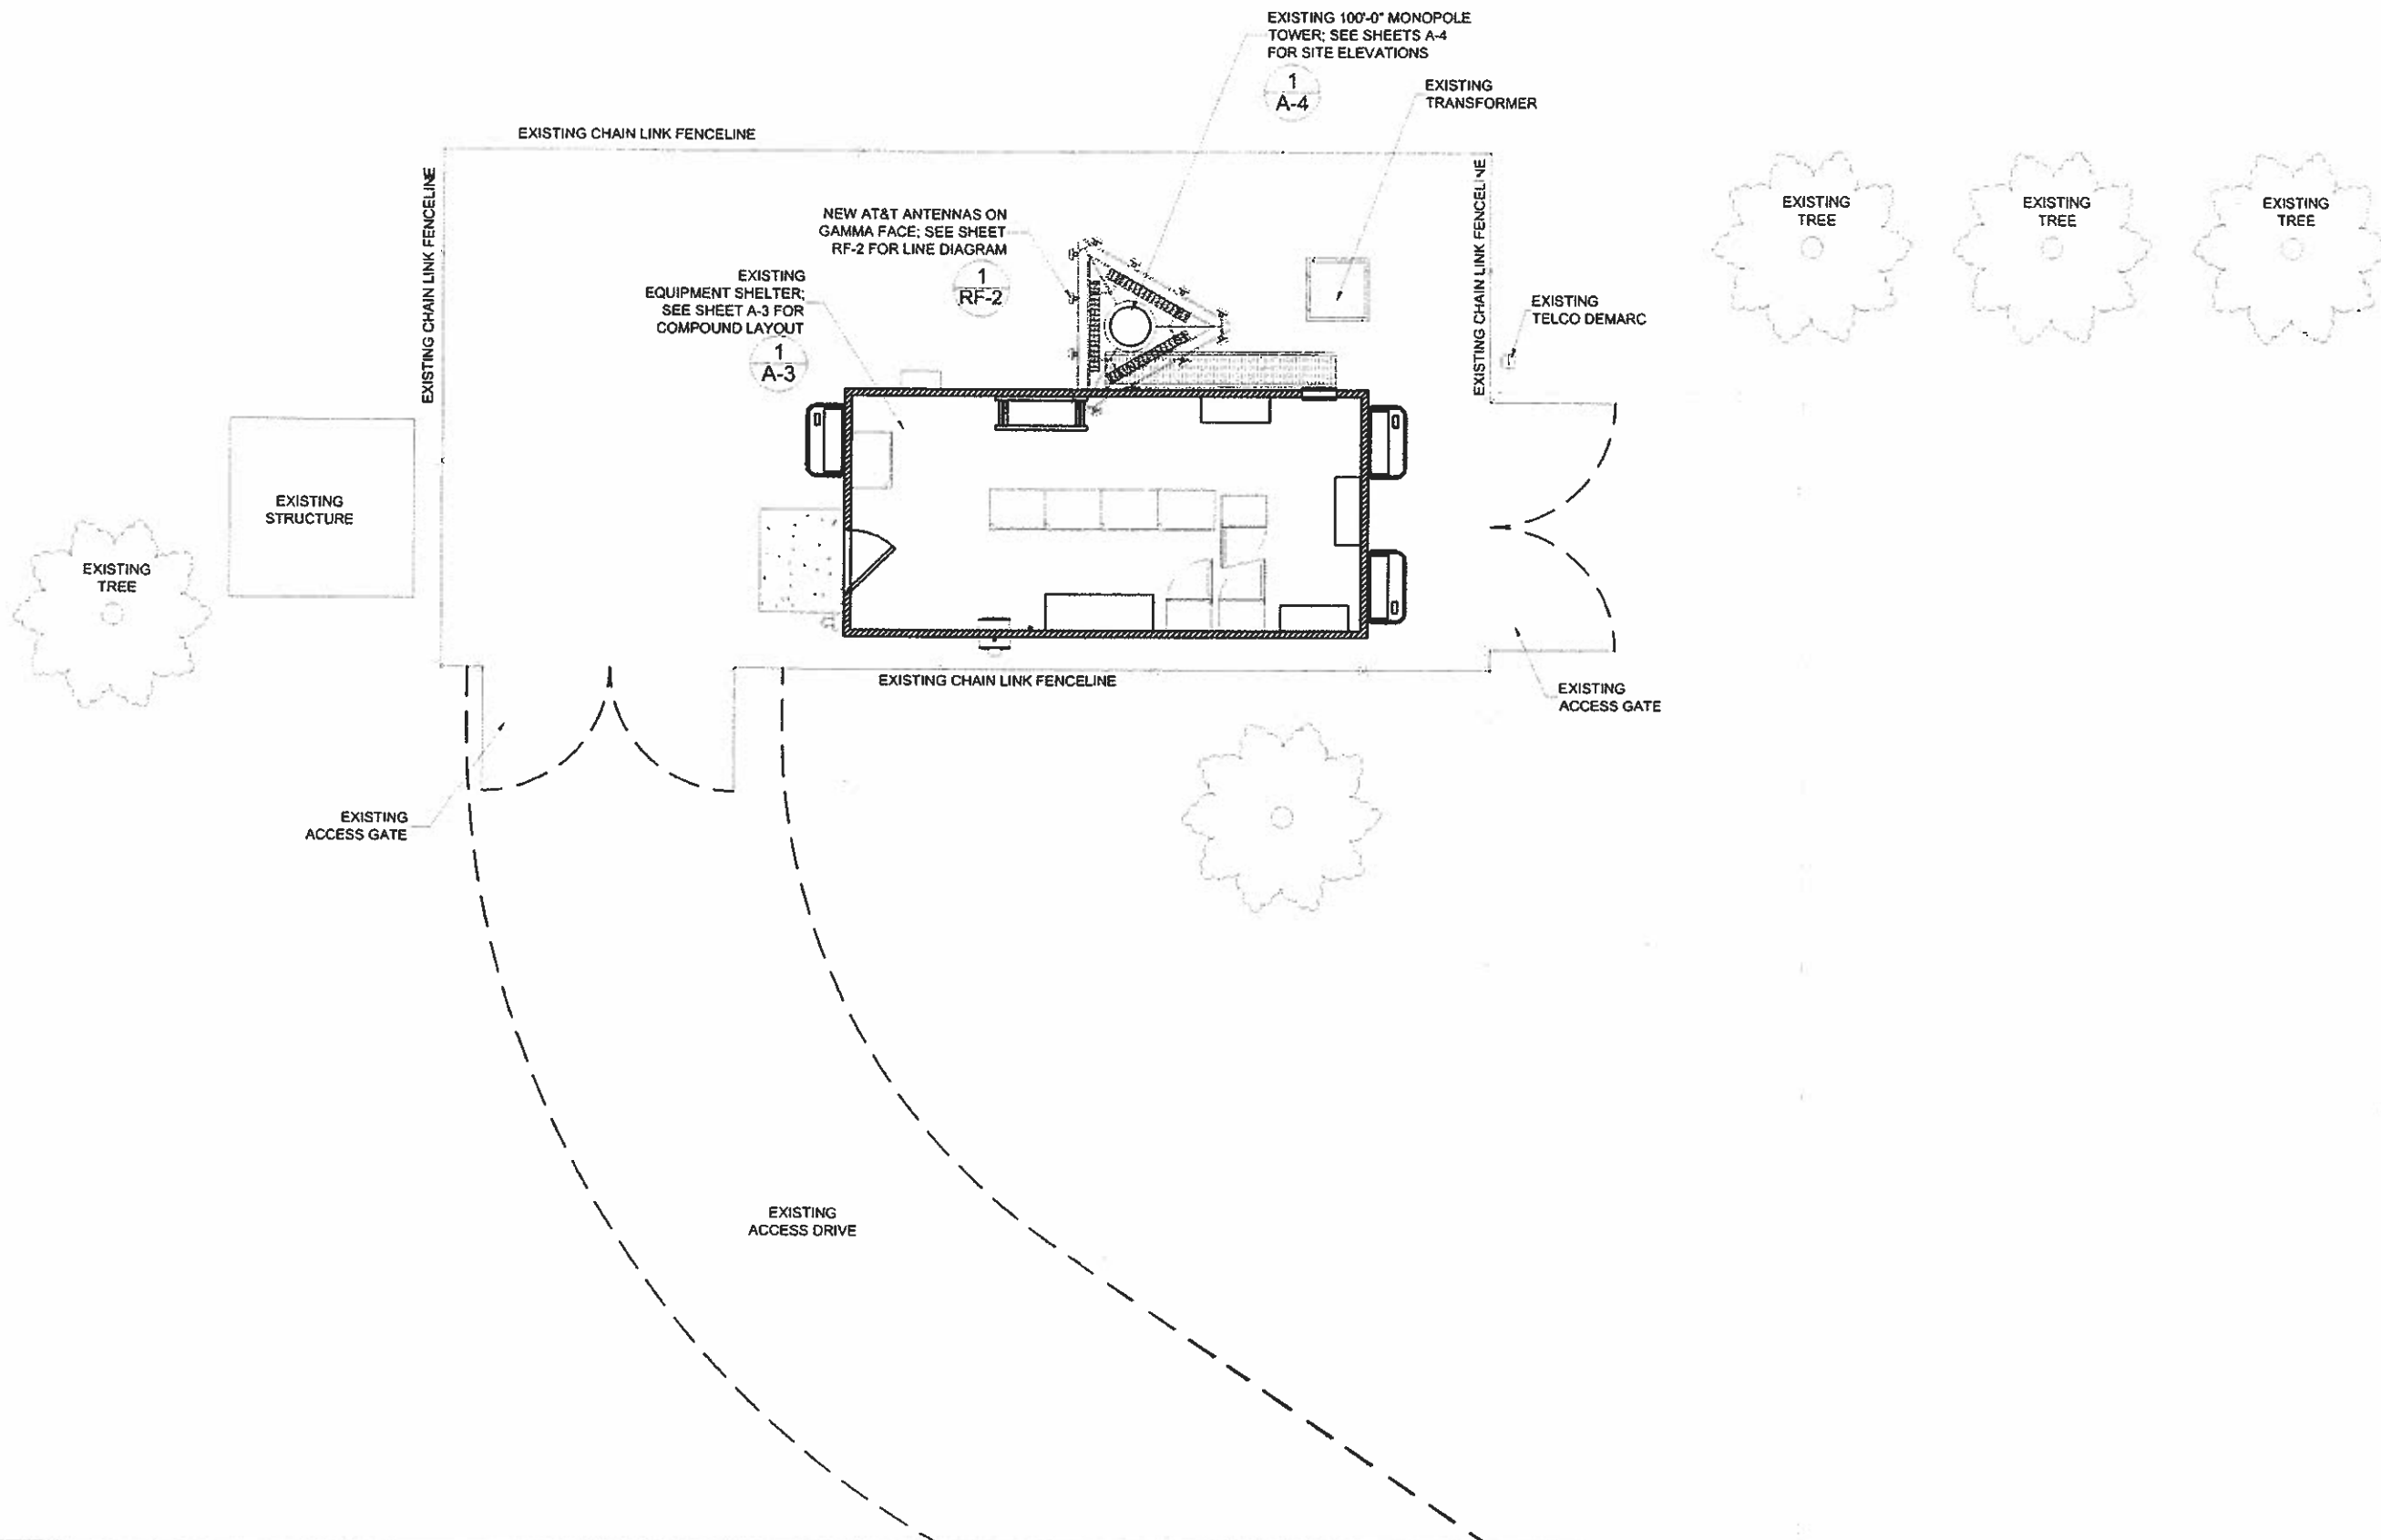 EXISTING 100'-0" MONOPOLE
TOWER; SEE SHEETS A-4
FOR SITE ELEVATIONS
1
A-4
EXISTING
TRANSFORMER
EXISTING CHAIN LINK FENCELINE
EXISTING CHAIN LINK FENCELINE
EXISTING CHAIN LINK FENCELINE
NEW AT&T ANTENNAS ON
GAMMA FACE; SEE SHEET
RF-2 FOR LINE DIAGRAM
1
RF-2
EXISTING
EQUIPMENT SHELTER;
SEE SHEET A-3 FOR
COMPOUND LAYOUT
1
A-3
EXISTING
TREE
EXISTING
TREE
EXISTING
TREE
EXISTING
TELCO DEMARC
EXISTING
STRUCTURE
EXISTING
TREE
EXISTING CHAIN LINK FENCELINE
EXISTING
ACCESS GATE
EXISTING
ACCESS GATE
EXISTING
ACCESS DRIVE